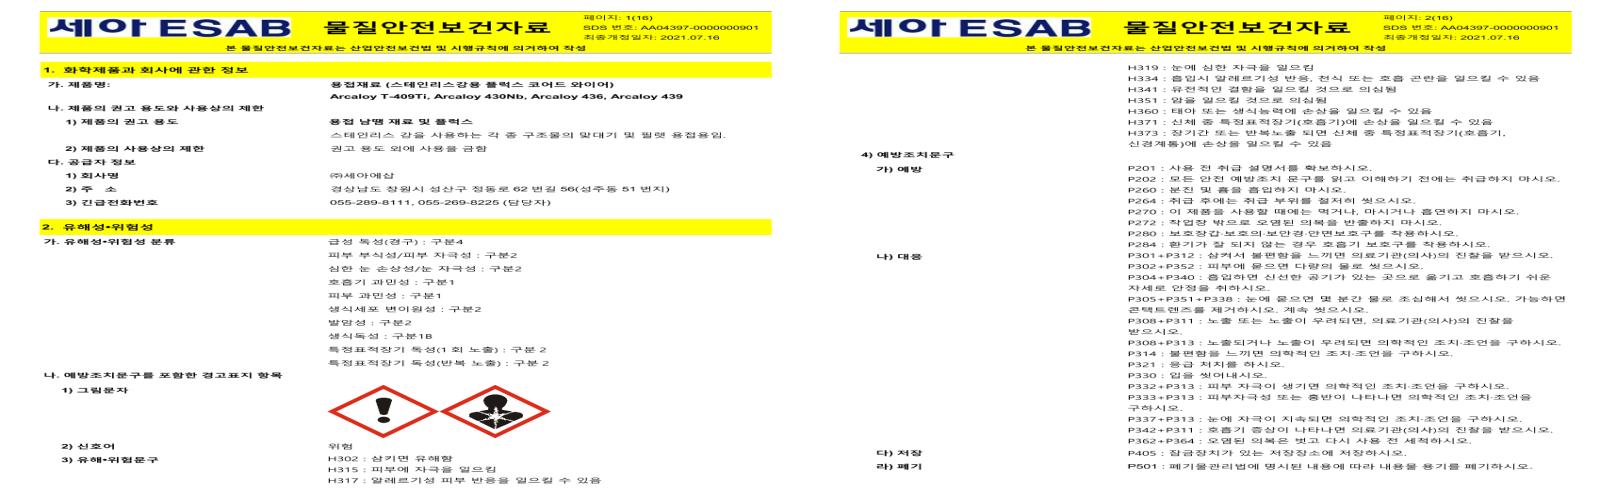 세아 ESAB
물질안전보건자료
페이지: 1(16)
SDS 번호: AA04397-0000000901
최종개정일자: 2021.07.16
본 물질안전보건자료는 산업안전보건법 및 시행규칙에 의거하여 작성
1. 화학제품과 회사에 관한 정보
가. 제품명: 용접재료 (스테인리스강용 플럭스 코어드 와이어)
Arcaloy T-409Ti, Arcaloy 430Nb, Arcaloy 436, Arcaloy 439
나. 제품의 권고 용도와 사용상의 제한
1) 제품의 권고 용도 용접 납땜 재료 및 플럭스
스테인리스 강을 사용하는 각 종 구조물의 맞대기 및 필렛 용접용임.
2) 제품의 사용상의 제한 권고 용도 외에 사용을 금함
다. 공급자 정보
1) 회사명 ㈜세아에삽
2) 주 소 경상남도 창원시 성산구 정동로 62 번길 56(성주동 51 번지)
3) 긴급전화번호 055-289-8111, 055-269-8225 (담당자)
2. 유해성•위험성
가. 유해성•위험성 분류 급성 독성(경구) : 구분4
피부 부식성/피부 자극성 : 구분2
심한 눈 손상성/눈 자극성 : 구분2
호흡기 과민성 : 구분1
피부 과민성 : 구분1
생식세포 변이원성 : 구분2
발암성 : 구분2
생식독성 : 구분1B
특정표적장기 독성(1 회 노출) : 구분 2
특정표적장기 독성(반복 노출) : 구분 2
나. 예방조치문구를 포함한 경고표지 항목
1) 그림문자
2) 신호어 위험
3) 유해•위험문구 H302 : 삼키면 유해함
H315 : 피부에 자극을 일으킴
H317 : 알레르기성 피부 반응을 일으킬 수 있음
세아 ESAB
물질안전보건자료
페이지: 2(16)
SDS 번호: AA04397-0000000901
최종개정일자: 2021.07.16
본 물질안전보건자료는 산업안전보건법 및 시행규칙에 의거하여 작성
H319 : 눈에 심한 자극을 일으킴
H334 : 흡입시 알레르기성 반응, 천식 또는 호흡 곤란을 일으킬 수 있음
H341 : 유전적인 결함을 일으킬 것으로 의심됨
H351 : 암을 일으킬 것으로 의심됨
H360 : 태아 또는 생식능력에 손상을 일으킬 수 있음
H371 : 신체 중 특정표적장기(호흡기)에 손상을 일으킬 수 있음
H373 : 장기간 또는 반복노출 되면 신체 중 특정표적장기(호흡기,
신경계통)에 손상을 일으킬 수 있음
4) 예방조치문구
가) 예방 P201 : 사용 전 취급 설명서를 확보하시오.
P202 : 모든 안전 예방조치 문구를 읽고 이해하기 전에는 취급하지 마시오.
P260 : 분진 및 흄을 흡입하지 마시오.
P264 : 취급 후에는 취급 부위를 철저히 씻으시오.
P270 : 이 제품을 사용할 때에는 먹거나, 마시거나 흡연하지 마시오.
P272 : 작업장 밖으로 오염된 의복을 반출하지 마시오.
P280 : 보호장갑·보호의·보안경·안면보호구를 착용하시오.
P284 : 환기가 잘 되지 않는 경우 호흡기 보호구를 착용하시오.
나) 대응 P301+P312 : 삼켜서 불편함을 느끼면 의료기관(의사)의 진찰을 받으시오.
P302+P352 : 피부에 묻으면 다량의 물로 씻으시오.
P304+P340 : 흡입하면 신선한 공기가 있는 곳으로 옮기고 호흡하기 쉬운
자세로 안정을 취하시오.
P305+P351+P338 : 눈에 묻으면 몇 분간 물로 조심해서 씻으시오. 가능하면
콘택트렌즈를 제거하시오. 계속 씻으시오.
P308+P311 : 노출 또는 노출이 우려되면, 의료기관(의사)의 진찰을
받으시오.
P308+P313 : 노출되거나 노출이 우려되면 의학적인 조치·조언을 구하시오.
P314 : 불편함을 느끼면 의학적인 조치·조언을 구하시오.
P321 : 응급 처치를 하시오.
P330 : 입을 씻어내시오.
P332+P313 : 피부 자극이 생기면 의학적인 조치·조언을 구하시오.
P333+P313 : 피부자극성 또는 홍반이 나타나면 의학적인 조치·조언을
구하시오.
P337+P313 : 눈에 자극이 지속되면 의학적인 조치·조언을 구하시오.
P342+P311 : 호흡기 증상이 나타나면 의료기관(의사)의 진찰을 받으시오.
P362+P364 : 오염된 의복은 벗고 다시 사용 전 세척하시오.
다) 저장 P405 : 잠금장치가 있는 저장장소에 저장하시오.
라) 폐기 P501 : 폐기물관리법에 명시된 내용에 따라 내용물 용기를 폐기하시오.